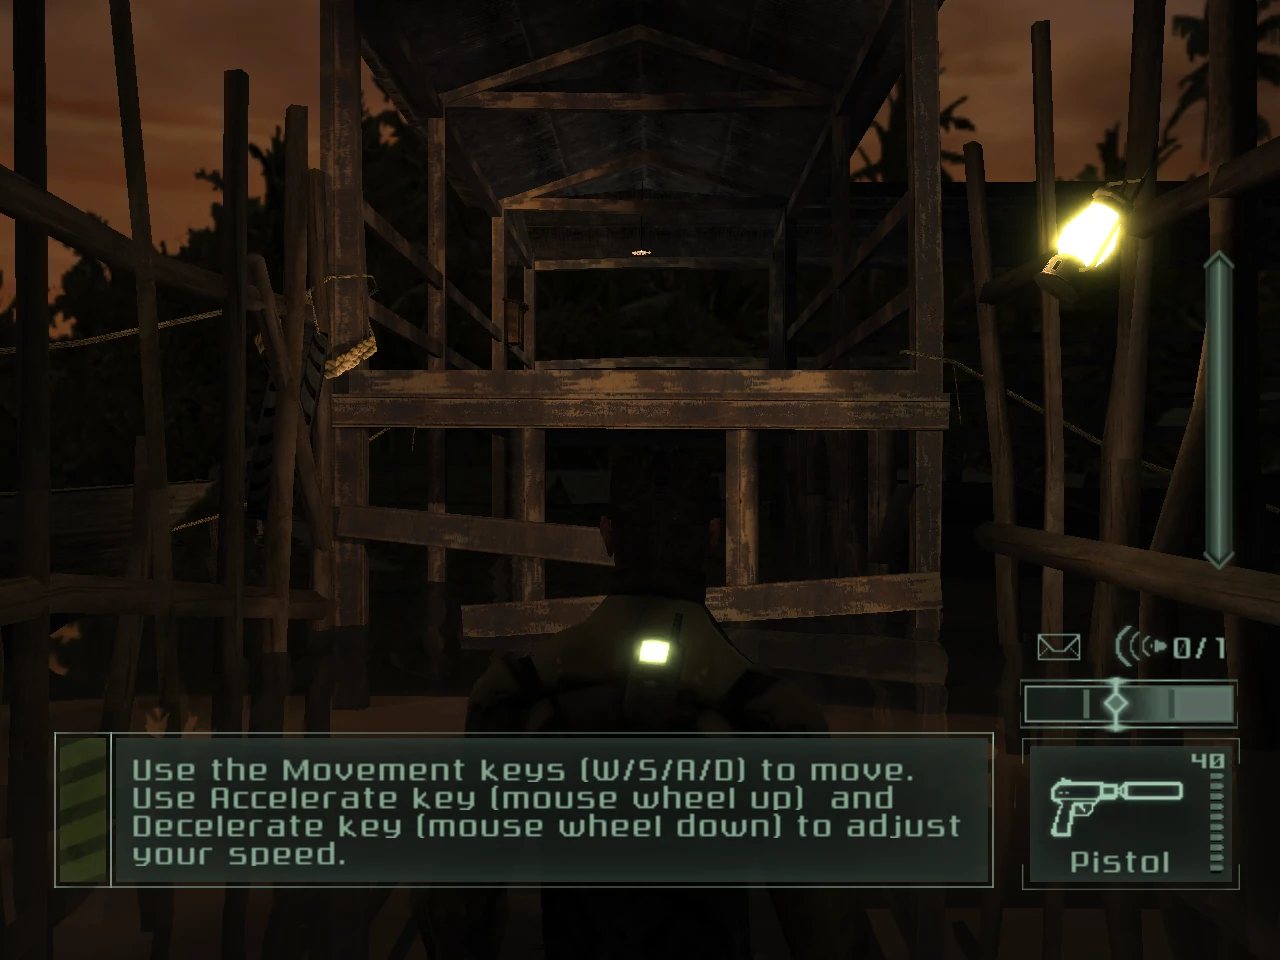 0/1
40
Pistol
Use the Movement keys (W/S/A/D) to move.
Use Accelerate key (mouse wheel up)  and
Decelerate key (mouse wheel down) to adjust
your speed.